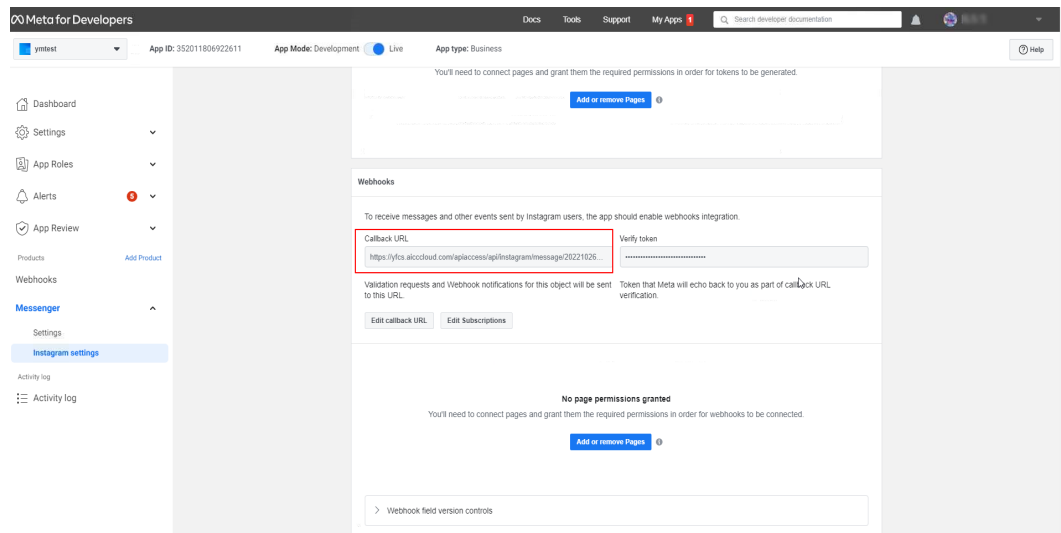 Meta for Developers
Docs
Tools
Support
My Apps 1
Search developer documentation
ymtest
App ID: 352011806922611
App Mode: Development
Live
App type: Business
Help
You'll need to connect pages and grant them the required permissions in order for tokens to be generated.
Add or remove Pages
Dashboard
Settings
App Roles
Alerts 5
App Review
Products
Add Product
Webhooks
Messenger
Settings
Instagram settings
Activity log
Activity log
Webhooks
To receive messages and other events sent by Instagram users, the app should enable webhooks integration.
Callback URL
https://yfcs.aicccloud.com/apiaccess/api/instagram/message/20221026...
Validation requests and Webhook notifications for this object will be sent
to this URL.
Verify token
••••••••••••••••••••••••••••••••
Token that Meta will echo back to you as part of callback URL
verification.
Edit callback URL
Edit Subscriptions
No page permissions granted
You'll need to connect pages and grant them the required permissions in order for webhooks to be connected.
Add or remove Pages
Webhook field version controls